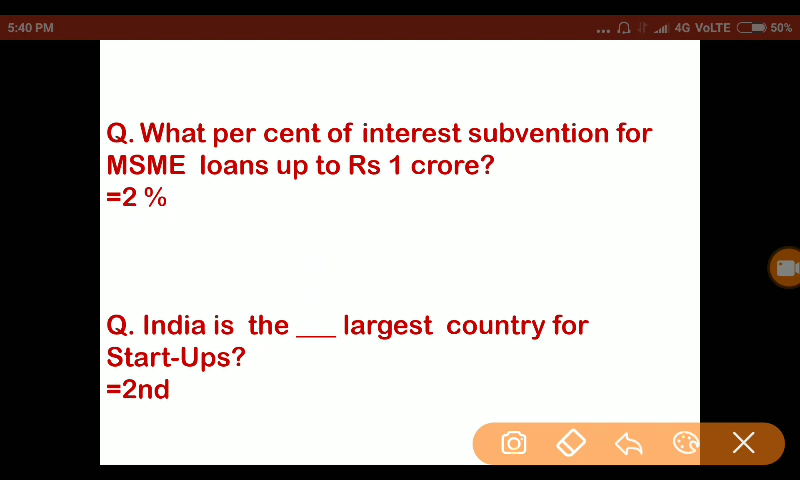 5:40 PM
... 4G VoLTE 50%
Q. What per cent of interest subvention for
MSME loans up to Rs 1 crore?
=2 %
Q. India is the ___ largest country for
Start-Ups?
=2nd